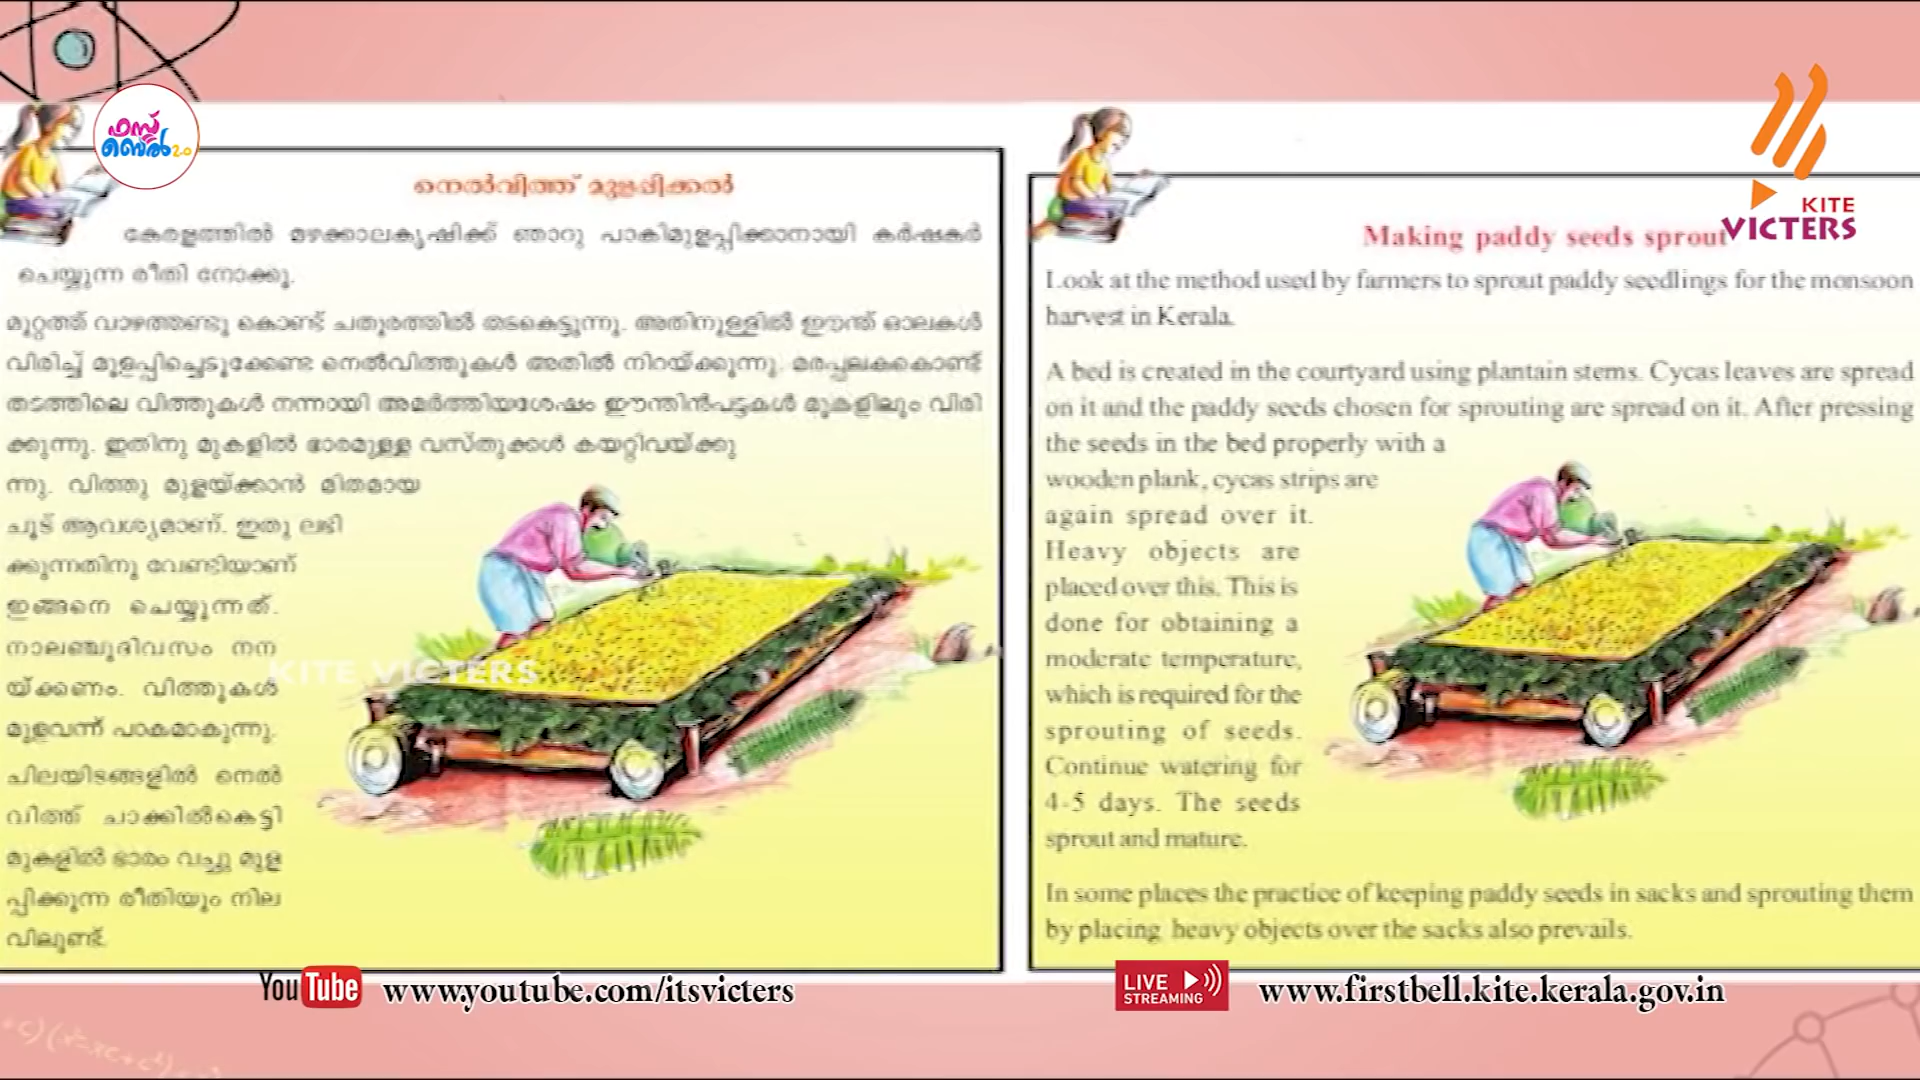 ഫസ്റ്റ്
ബെൽ 2.0
നെൽവിത്ത് മുളപ്പിക്കൽ
കേരളത്തിൽ മഴക്കാലകൃഷിക്ക് ഞാറു പാകിമുളപ്പിക്കാനായി കർഷകർ
ചെയ്യുന്ന രീതി നോക്കൂ.
മുറ്റത്ത് വാഴത്തണ്ടു കൊണ്ട് ചതുരത്തിൽ തടകെട്ടുന്നു. അതിനുള്ളിൽ ഈന്ത് ഓലകൾ
വിരിച്ച് മുളപ്പിച്ചെടുക്കേണ്ട നെൽവിത്തുകൾ അതിൽ നിറയ്ക്കുന്നു. മരപ്പലകകൊണ്ട്
തടത്തിലെ വിത്തുകൾ നന്നായി അമർത്തിയശേഷം ഈന്തിൻപട്ടകൾ മുകളിലും വിരി
ക്കുന്നു. ഇതിനു മുകളിൽ ഭാരമുള്ള വസ്തുക്കൾ കയറ്റിവയ്ക്കു
ന്നു. വിത്തു മുളയ്ക്കാൻ മിതമായ
ചൂട് ആവശ്യമാണ്. ഇതു ലഭി
ക്കുന്നതിനു വേണ്ടിയാണ്
ഇങ്ങനെ ചെയ്യുന്നത്.
നാലഞ്ചുദിവസം നന
യ്ക്കണം. വിത്തുകൾ
മുളവന്ന് പാകമാകുന്നു.
ചിലയിടങ്ങളിൽ നെൽ
വിത്ത് ചാക്കിൽകെട്ടി
മുകളിൽ ഭാരം വച്ചു മുള
പ്പിക്കുന്ന രീതിയും നില
വിലുണ്ട്.
KITE VICTERS
KITE
VICTERS
Making paddy seeds sprout
Look at the method used by farmers to sprout paddy seedlings for the monsoon
harvest in Kerala.
A bed is created in the courtyard using plantain stems. Cycas leaves are spread
on it and the paddy seeds chosen for sprouting are spread on it. After pressing
the seeds in the bed properly with a
wooden plank, cycas strips are
again spread over it.
Heavy objects are
placed over this. This is
done for obtaining a
moderate temperature,
which is required for the
sprouting of seeds.
Continue watering for
4-5 days. The seeds
sprout and mature.
In some places the practice of keeping paddy seeds in sacks and sprouting them
by placing heavy objects over the sacks also prevails.
YouTube www.youtube.com/itsvicters
LIVE
STREAMING
www.firstbell.kite.kerala.gov.in